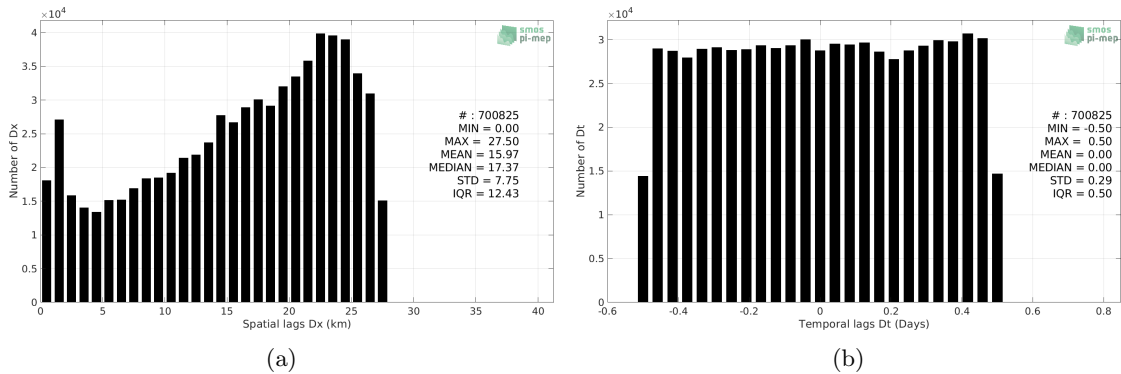 ×10⁴
4
3.5
3
2.5
2
1.5
1
0.5
0
Number of Dx
0 5 10 15 20 25 30 35 40
Spatial lags Dx (km)
smos
pi-mep
# : 700825
MIN = 0.00
MAX = 27.50
MEAN = 15.97
MEDIAN = 17.37
STD = 7.75
IQR = 12.43
(a)
×10⁴
3
2.5
2
1.5
1
0.5
0
Number of Dt
-0.6 -0.4 -0.2 0 0.2 0.4 0.6 0.8
Temporal lags Dt (Days)
smos
pi-mep
# : 700825
MIN = -0.50
MAX = 0.50
MEAN = 0.00
MEDIAN = 0.00
STD = 0.29
IQR = 0.50
(b)